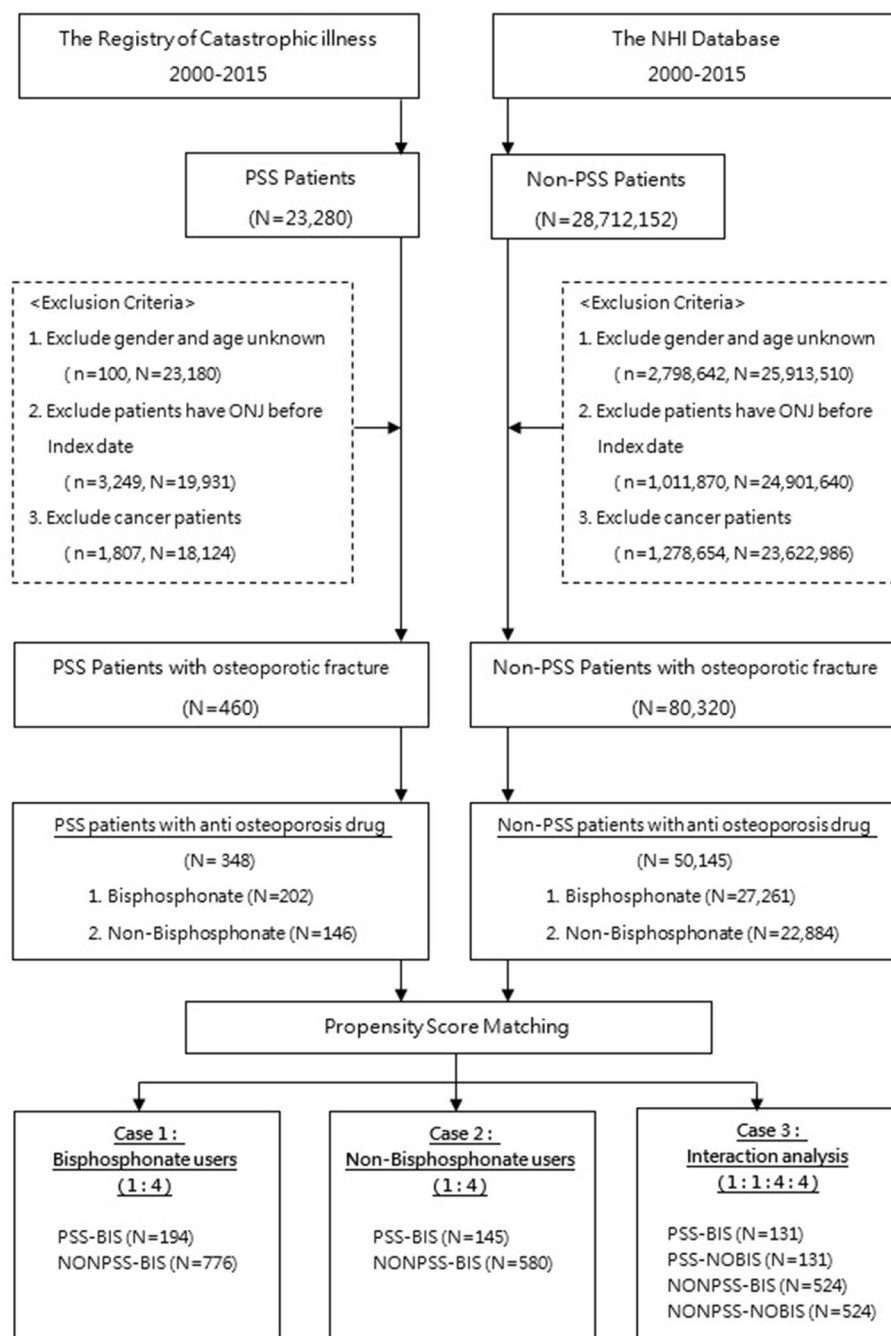 The Registry of Catastrophic illness
2000-2015
The NHI Database
2000-2015
PSS Patients
(N=23,280)
Non-PSS Patients
(N=28,712,152)
<Exclusion Criteria>
1. Exclude gender and age unknown
( n=100, N=23,180)
2. Exclude patients have ONJ before
Index date
( n=3,249, N=19,931)
3. Exclude cancer patients
( n=1,807, N=18,124)
<Exclusion Criteria>
1. Exclude gender and age unknown
( n=2,798,642, N=25,913,510)
2. Exclude patients have ONJ before
Index date
( n=1,011,870, N=24,901,640)
3. Exclude cancer patients
( n=1,278,654, N=23,622,986)
PSS Patients with osteoporotic fracture
(N=460)
Non-PSS Patients with osteoporotic fracture
(N=80,320)
PSS patients with anti osteoporosis drug
(N= 348)
1. Bisphosphonate (N=202)
2. Non-Bisphosphonate (N=146)
Non-PSS patients with anti osteoporosis drug
(N= 50,145)
1. Bisphosphonate (N=27,261)
2. Non-Bisphosphonate (N=22,884)
Propensity Score Matching
Case 1 :
Bisphosphonate users
(1:4)
PSS-BIS (N=194)
NONPSS-BIS (N=776)
Case 2 :
Non-Bisphosphonate users
(1:4)
PSS-BIS (N=145)
NONPSS-BIS (N=580)
Case 3 :
Interaction analysis
(1:1:4:4)
PSS-BIS (N=131)
PSS-NOBIS (N=131)
NONPSS-BIS (N=524)
NONPSS-NOBIS (N=524)